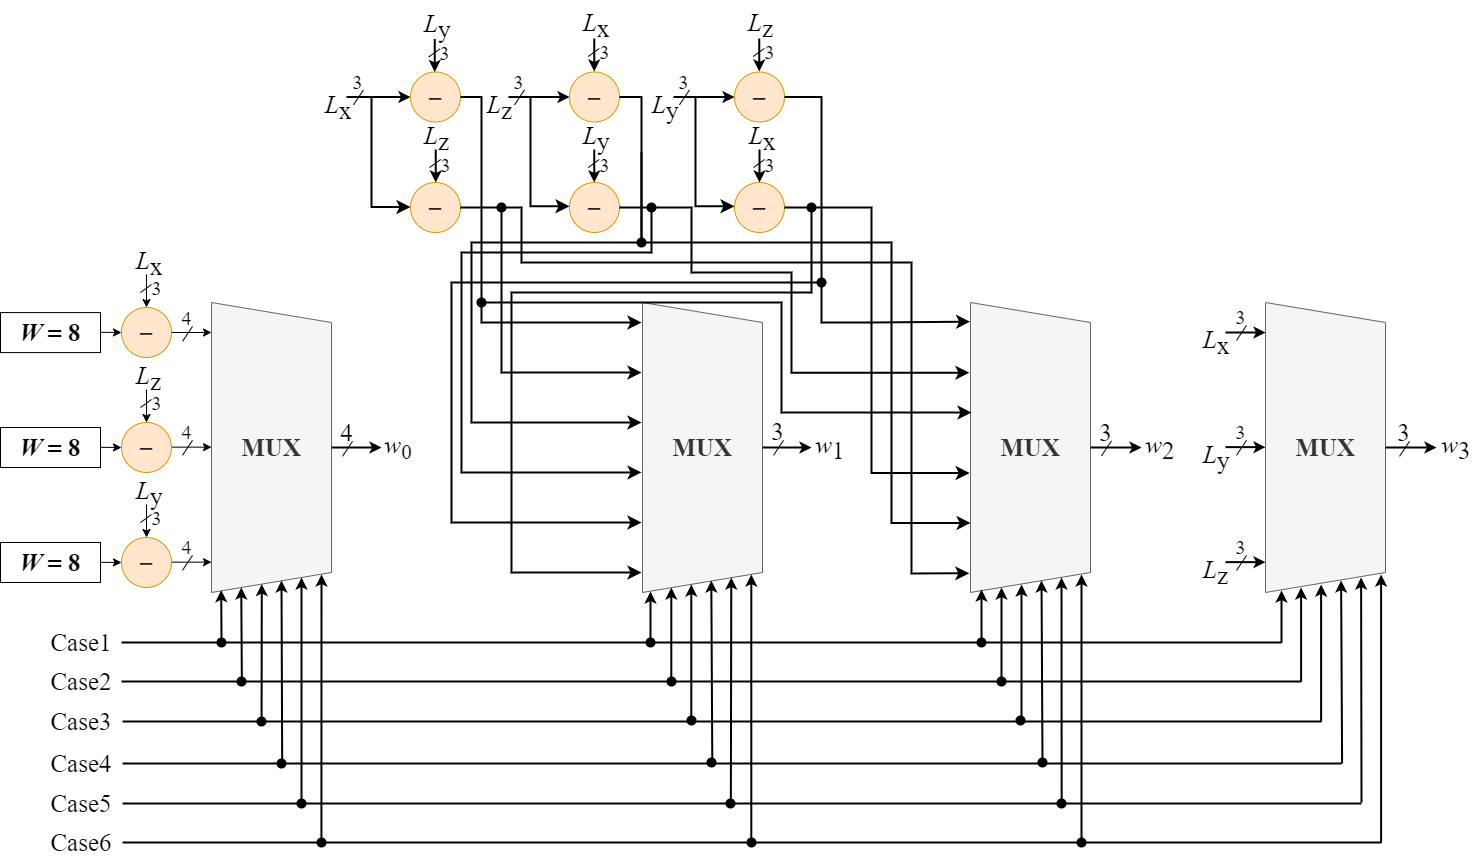 Ly
3
Lx
3
Lz
3
Lx
3
−
Lz
3
−
Ly
3
−
Lz
3
Ly
3
Lx
3
−
−
−
Lx
3
W = 8
−
4
Lz
3
W = 8
−
4
Ly
3
W = 8
−
4
MUX
4
w0
MUX
3
w1
MUX
3
w2
Lx
3
Ly
3
Lz
3
MUX
3
w3
Case1
Case2
Case3
Case4
Case5
Case6